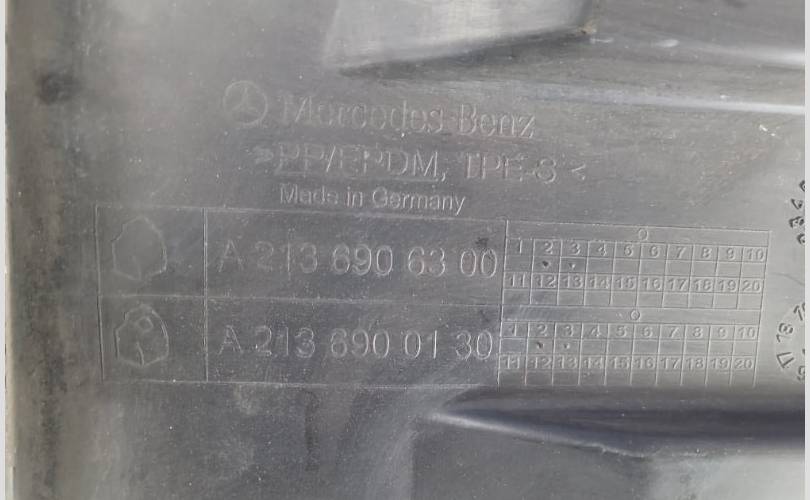 Mercedes-Benz
>PP/EPDM, TPE-S<
Made in Germany
A 213 690 63 00
0
1 2 3 4 5 6 7 8 9 10
11 12 13 14 15 16 17 18 19 20
A 213 690 01 30
0
1 2 3 4 5 6 7 8 9 10
11 12 13 14 15 16 17 18 19 20